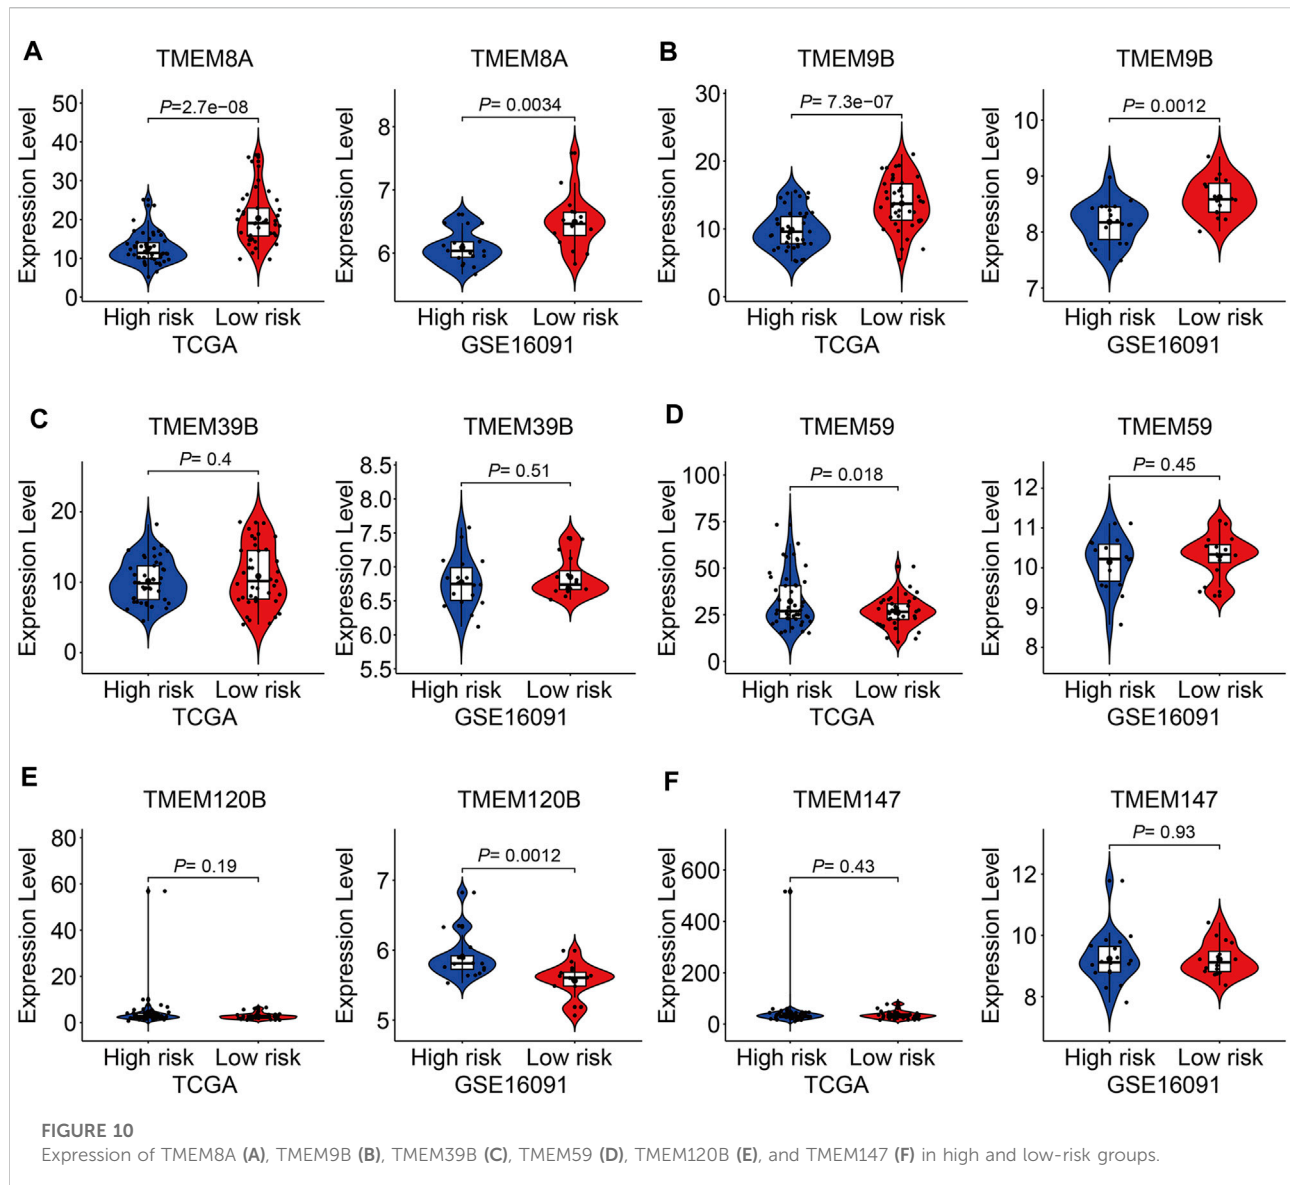 A
TMEM8A
Expression Level
50
40
30
20
10
0
P=2.7e−08
High risk
Low risk
TCGA
TMEM8A
Expression Level
8
7
6
P= 0.0034
High risk
Low risk
GSE16091
B
TMEM9B
Expression Level
30
20
10
0
P= 7.3e−07
High risk
Low risk
TCGA
TMEM9B
Expression Level
10
9
8
7
P= 0.0012
High risk
Low risk
GSE16091
C
TMEM39B
Expression Level
20
10
0
P= 0.4
High risk
Low risk
TCGA
TMEM39B
Expression Level
8.5
8.0
7.5
7.0
6.5
6.0
5.5
P= 0.51
High risk
Low risk
GSE16091
D
TMEM59
Expression Level
100
75
50
25
0
P= 0.018
High risk
Low risk
TCGA
TMEM59
Expression Level
12
11
10
9
8
P= 0.45
High risk
Low risk
GSE16091
E
TMEM120B
Expression Level
80
60
40
20
0
P= 0.19
High risk
Low risk
TCGA
TMEM120B
Expression Level
7
6
5
P= 0.0012
High risk
Low risk
GSE16091
F
TMEM147
Expression Level
600
400
200
0
P= 0.43
High risk
Low risk
TCGA
TMEM147
Expression Level
12
10
8
P= 0.93
High risk
Low risk
GSE16091
FIGURE 10
Expression of TMEM8A (A), TMEM9B (B), TMEM39B (C), TMEM59 (D), TMEM120B (E), and TMEM147 (F) in high and low-risk groups.